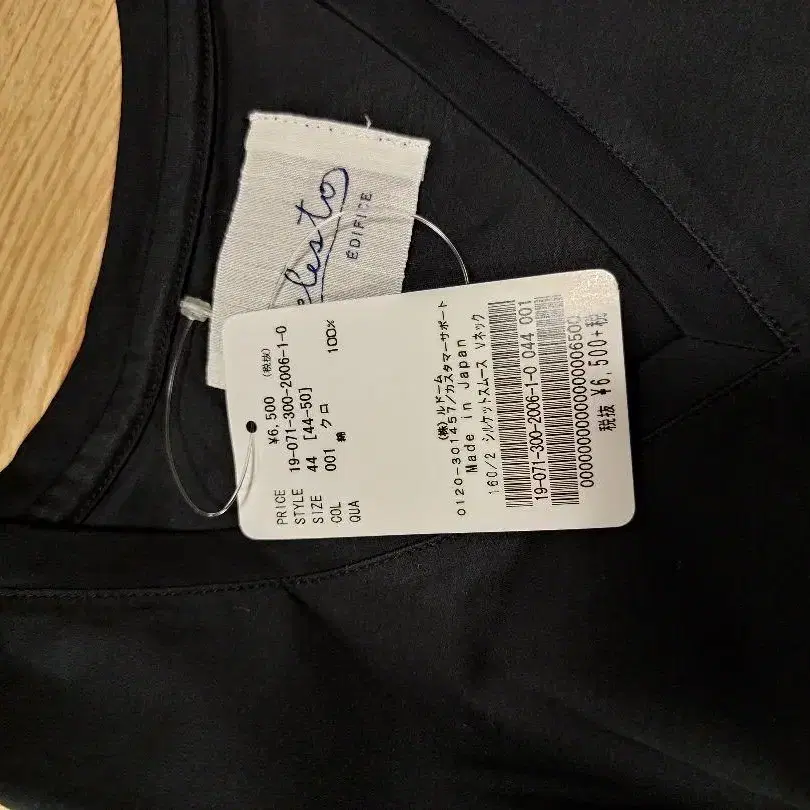 elesto
EDIFICE
PRICE ¥6,500 (税抜)
STYLE 19-071-300-2006-1-0
SIZE 44 [44-50]
COL 001 クロ
QUA 綿 100%
(株)ルドーム
0120-301457/カスタマーサポート
Made in Japan
160/2 シルケットスムース Vネック
19-071-300-2006-1-0 044 001
税抜 ¥6,500+税